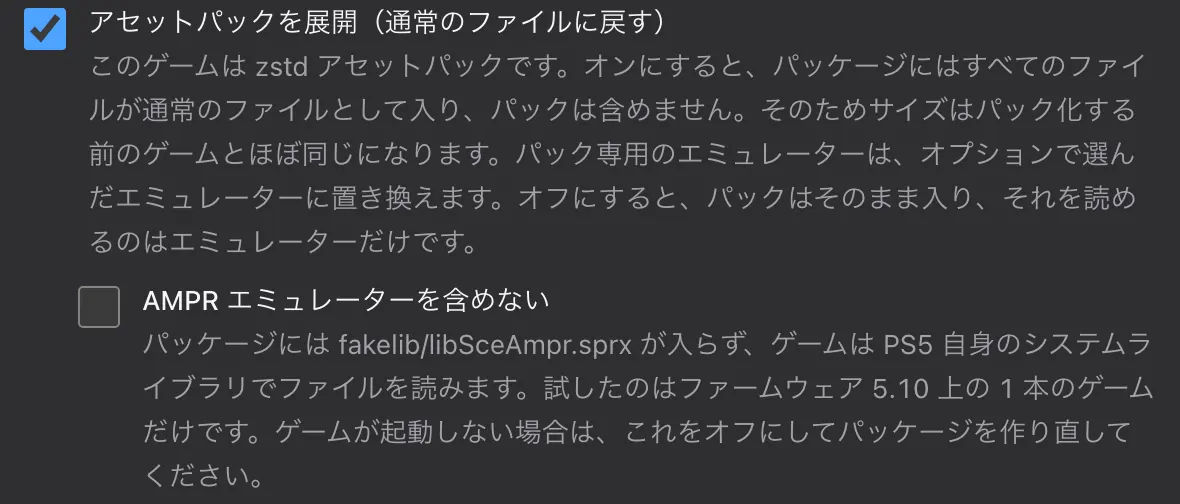 アセットパックを展開（通常のファイルに戻す）
このゲームは zstd アセットパックです。オンにすると、パッケージにはすべてのファイ
ルが通常のファイルとして入り、パックは含めません。そのためサイズはパック化する
前のゲームとほぼ同じになります。パック専用のエミュレーターは、オプションで選ん
だエミュレーターに置き換えます。オフにすると、パックはそのまま入り、それを読め
るのはエミュレーターだけです。
AMPR エミュレーターを含めない
パッケージには fakelib/libSceAmpr.sprx が入らず、ゲームは PS5 自身のシステムラ
イブラリでファイルを読みます。試したのはファームウェア 5.10 上の 1 本のゲーム
だけです。ゲームが起動しない場合は、これをオフにしてパッケージを作り直して
ください。